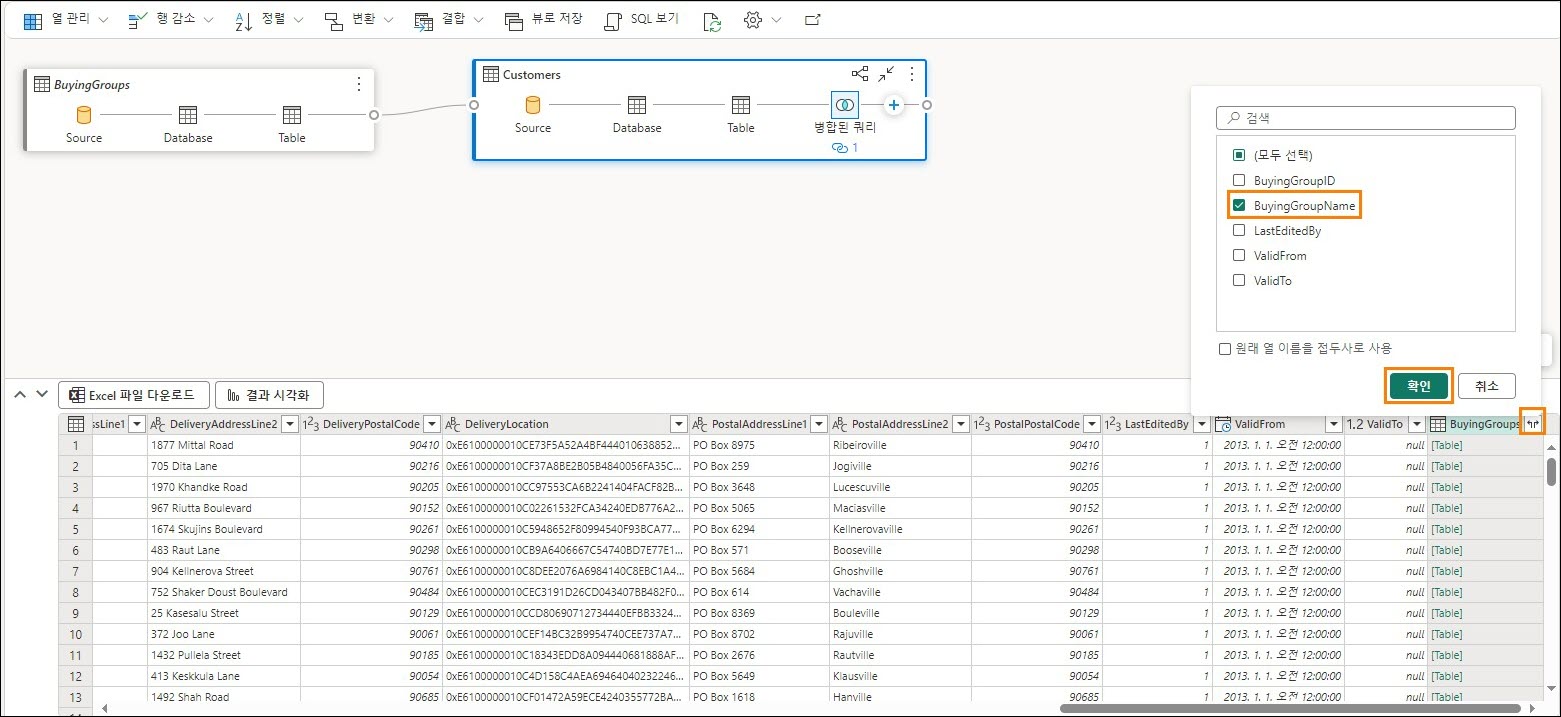 열 관리 행 감소 정렬 변환 결합 뷰로 저장 SQL 보기
BuyingGroups
Source Database Table
Customers
Source Database Table 병합된 쿼리
1
검색
(모두 선택)
BuyingGroupID
BuyingGroupName
LastEditedBy
ValidFrom
ValidTo
원래 열 이름을 접두사로 사용
확인 취소
Excel 파일 다운로드 결과 시각화
ssLine1 DeliveryAddressLine2 DeliveryPostalCode DeliveryLocation PostalAddressLine1 PostalAddressLine2 PostalPostalCode LastEditedBy ValidFrom ValidTo BuyingGroups
1 1877 Mittal Road 90410 0xE6100000010CE73F5A52A4BF444010638852... PO Box 8975 Ribeiroville 90410 1 2013. 1. 1. 오전 12:00:00 null [Table]
2 705 Dita Lane 90216 0xE6100000010CF37A8BE2B05B4840056FA35C... PO Box 259 Jogiville 90216 1 2013. 1. 1. 오전 12:00:00 null [Table]
3 1970 Khandke Road 90205 0xE6100000010CC97553CA6B2241404FACF82B... PO Box 3648 Lucescuville 90205 1 2013. 1. 1. 오전 12:00:00 null [Table]
4 967 Riutta Boulevard 90152 0xE6100000010C02261532FCA34240EDB776A2... PO Box 5065 Maciasville 90152 1 2013. 1. 1. 오전 12:00:00 null [Table]
5 1674 Skujins Boulevard 90261 0xE6100000010C5948652F80994540F93BCA77... PO Box 6294 Kellnerovaville 90261 1 2013. 1. 1. 오전 12:00:00 null [Table]
6 483 Raut Lane 90298 0xE6100000010CB9A6406667C54740BD7E77E1... PO Box 571 Booseville 90298 1 2013. 1. 1. 오전 12:00:00 null [Table]
7 904 Kellnerova Street 90761 0xE6100000010C8DEE2076A6984140C8EBC1A4... PO Box 5684 Ghoshville 90761 1 2013. 1. 1. 오전 12:00:00 null [Table]
8 752 Shaker Doust Boulevard 90484 0xE6100000010CEC3191D26CD043407BB482F0... PO Box 614 Vachaville 90484 1 2013. 1. 1. 오전 12:00:00 null [Table]
9 25 Kasesalu Street 90129 0xE6100000010CCD80690712734440EFBB3324... PO Box 8369 Bouleville 90129 1 2013. 1. 1. 오전 12:00:00 null [Table]
10 372 Joo Lane 90061 0xE6100000010CEF14BC32B9954740CEE737A7... PO Box 8702 Rajuville 90061 1 2013. 1. 1. 오전 12:00:00 null [Table]
11 1432 Pullela Street 90185 0xE6100000010C18343EDD8A094440681888AF... PO Box 2676 Rautville 90185 1 2013. 1. 1. 오전 12:00:00 null [Table]
12 413 Keskkula Lane 90054 0xE6100000010C4D158C4AEA69464040232246... PO Box 5649 Klausville 90054 1 2013. 1. 1. 오전 12:00:00 null [Table]
13 1492 Shah Road 90685 0xE6100000010CF01472A59ECE4240355772BA... PO Box 1618 Hanville 90685 1 2013. 1. 1. 오전 12:00:00 null [Table]